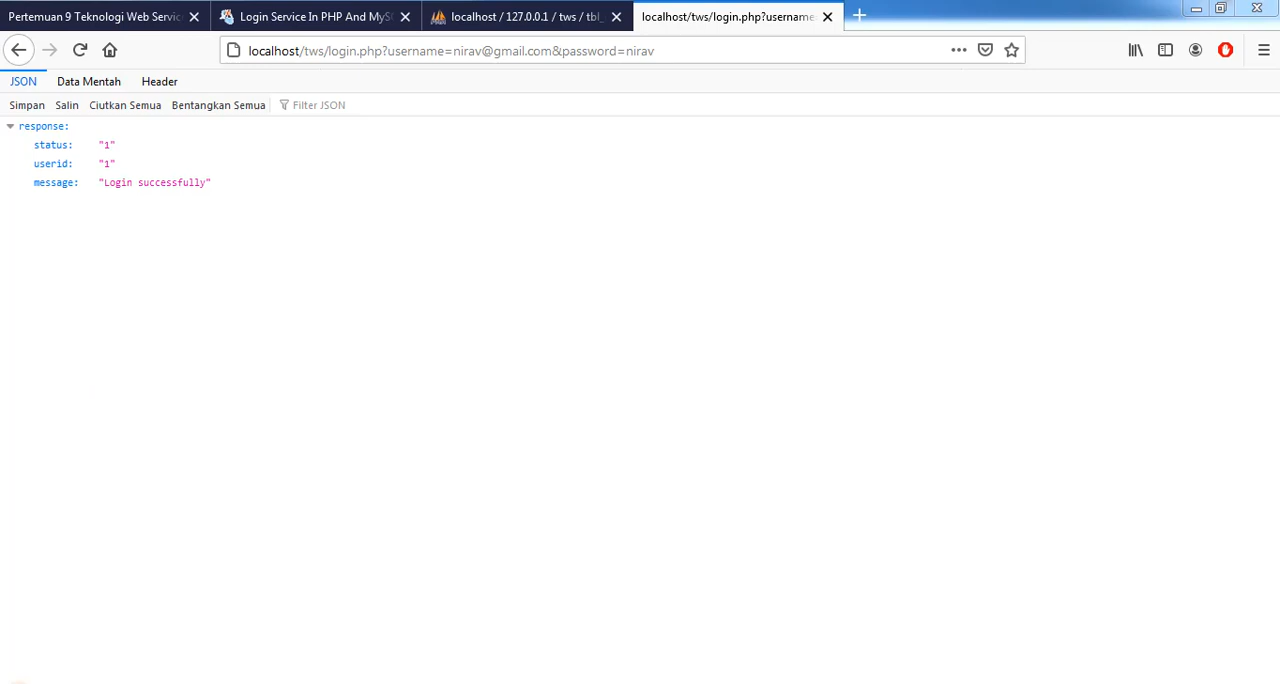 Pertemuan 9 Teknologi Web Servic
Login Service In PHP And MyS
localhost / 127.0.0.1 / tws / tbl_
localhost/tws/login.php?username
localhost/tws/login.php?username=nirav@gmail.com&password=nirav
JSON Data Mentah Header
Simpan Salin Ciutkan Semua Bentangkan Semua Filter JSON
response:
status: "1"
userid: "1"
message: "Login successfully"